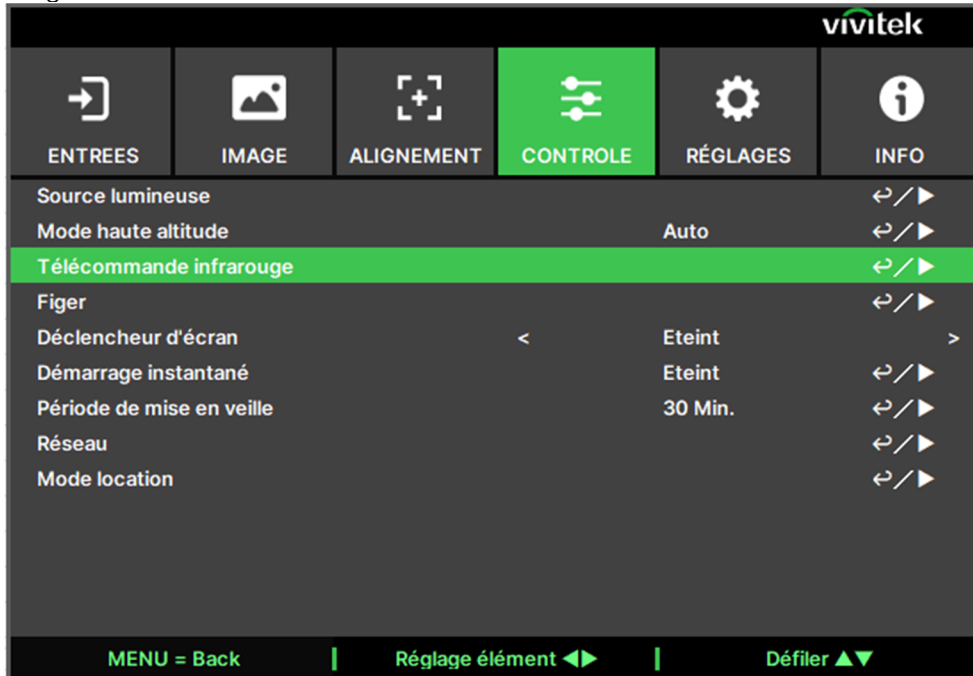 vivitek
ENTREES IMAGE ALIGNEMENT CONTROLE RÉGLAGES INFO
Source lumineuse
Mode haute altitude Auto
Télécommande infrarouge
Figer
Déclencheur d'écran < Eteint >
Démarrage instantané Eteint
Période de mise en veille 30 Min.
Réseau
Mode location
MENU = Back Réglage élément ◀▶ Défiler ▲▼